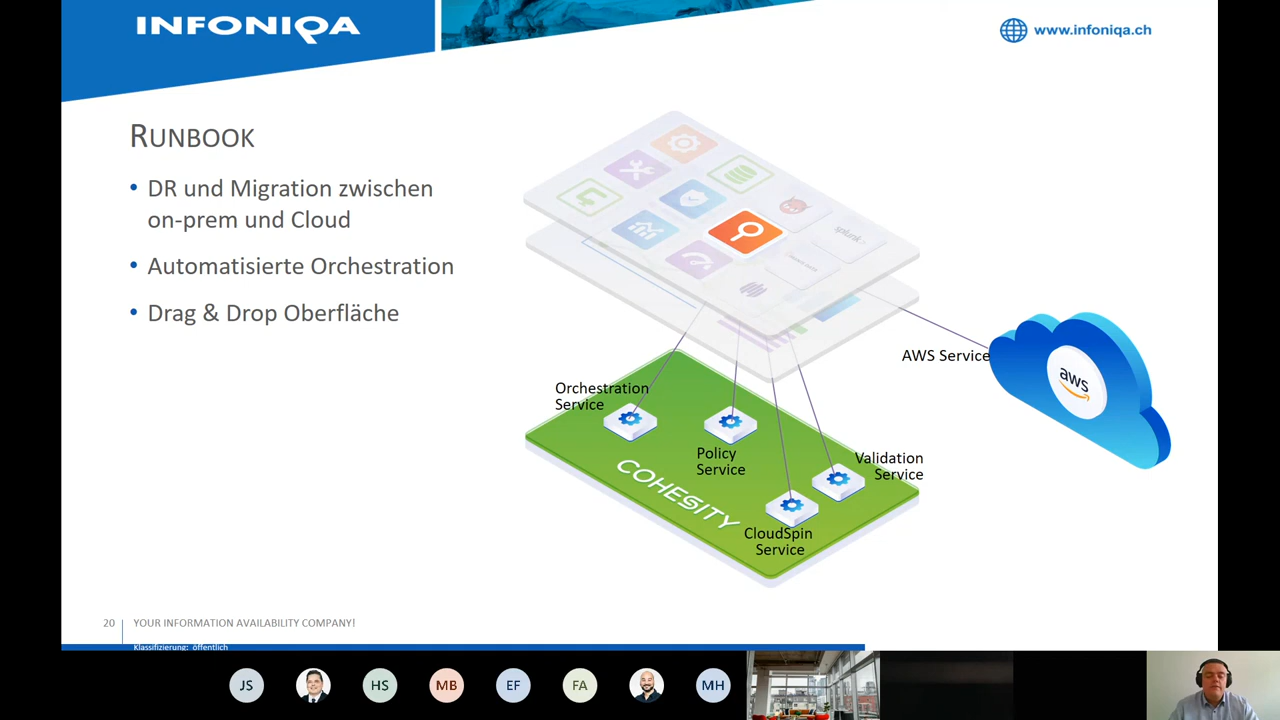 INFONIQA
www.infoniqa.ch
RUNBOOK
• DR und Migration zwischen
on-prem und Cloud
• Automatisierte Orchestration
• Drag & Drop Oberfläche
splunk>
AWS Service
aws
Orchestration
Service
Policy
Service
Validation
Service
COHESITY
CloudSpin
Service
20
YOUR INFORMATION AVAILABILITY COMPANY!
Klassifizierung: öffentlich
JS
HS
MB
EF
FA
MH